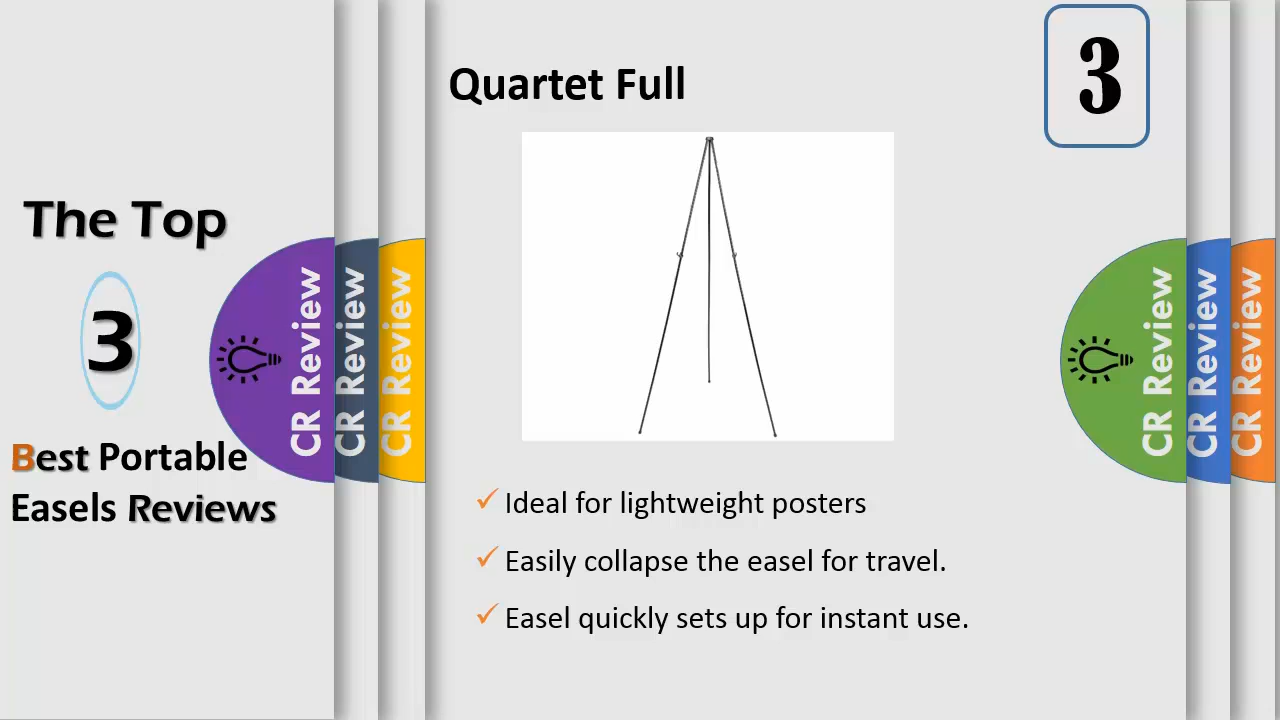 The Top
3
Best Portable
Easels Reviews
CR Review
CR Review
CR Review
Quartet Full
3
Ideal for lightweight posters
Easily collapse the easel for travel.
Easel quickly sets up for instant use.
CR Review
CR Review
CR Review